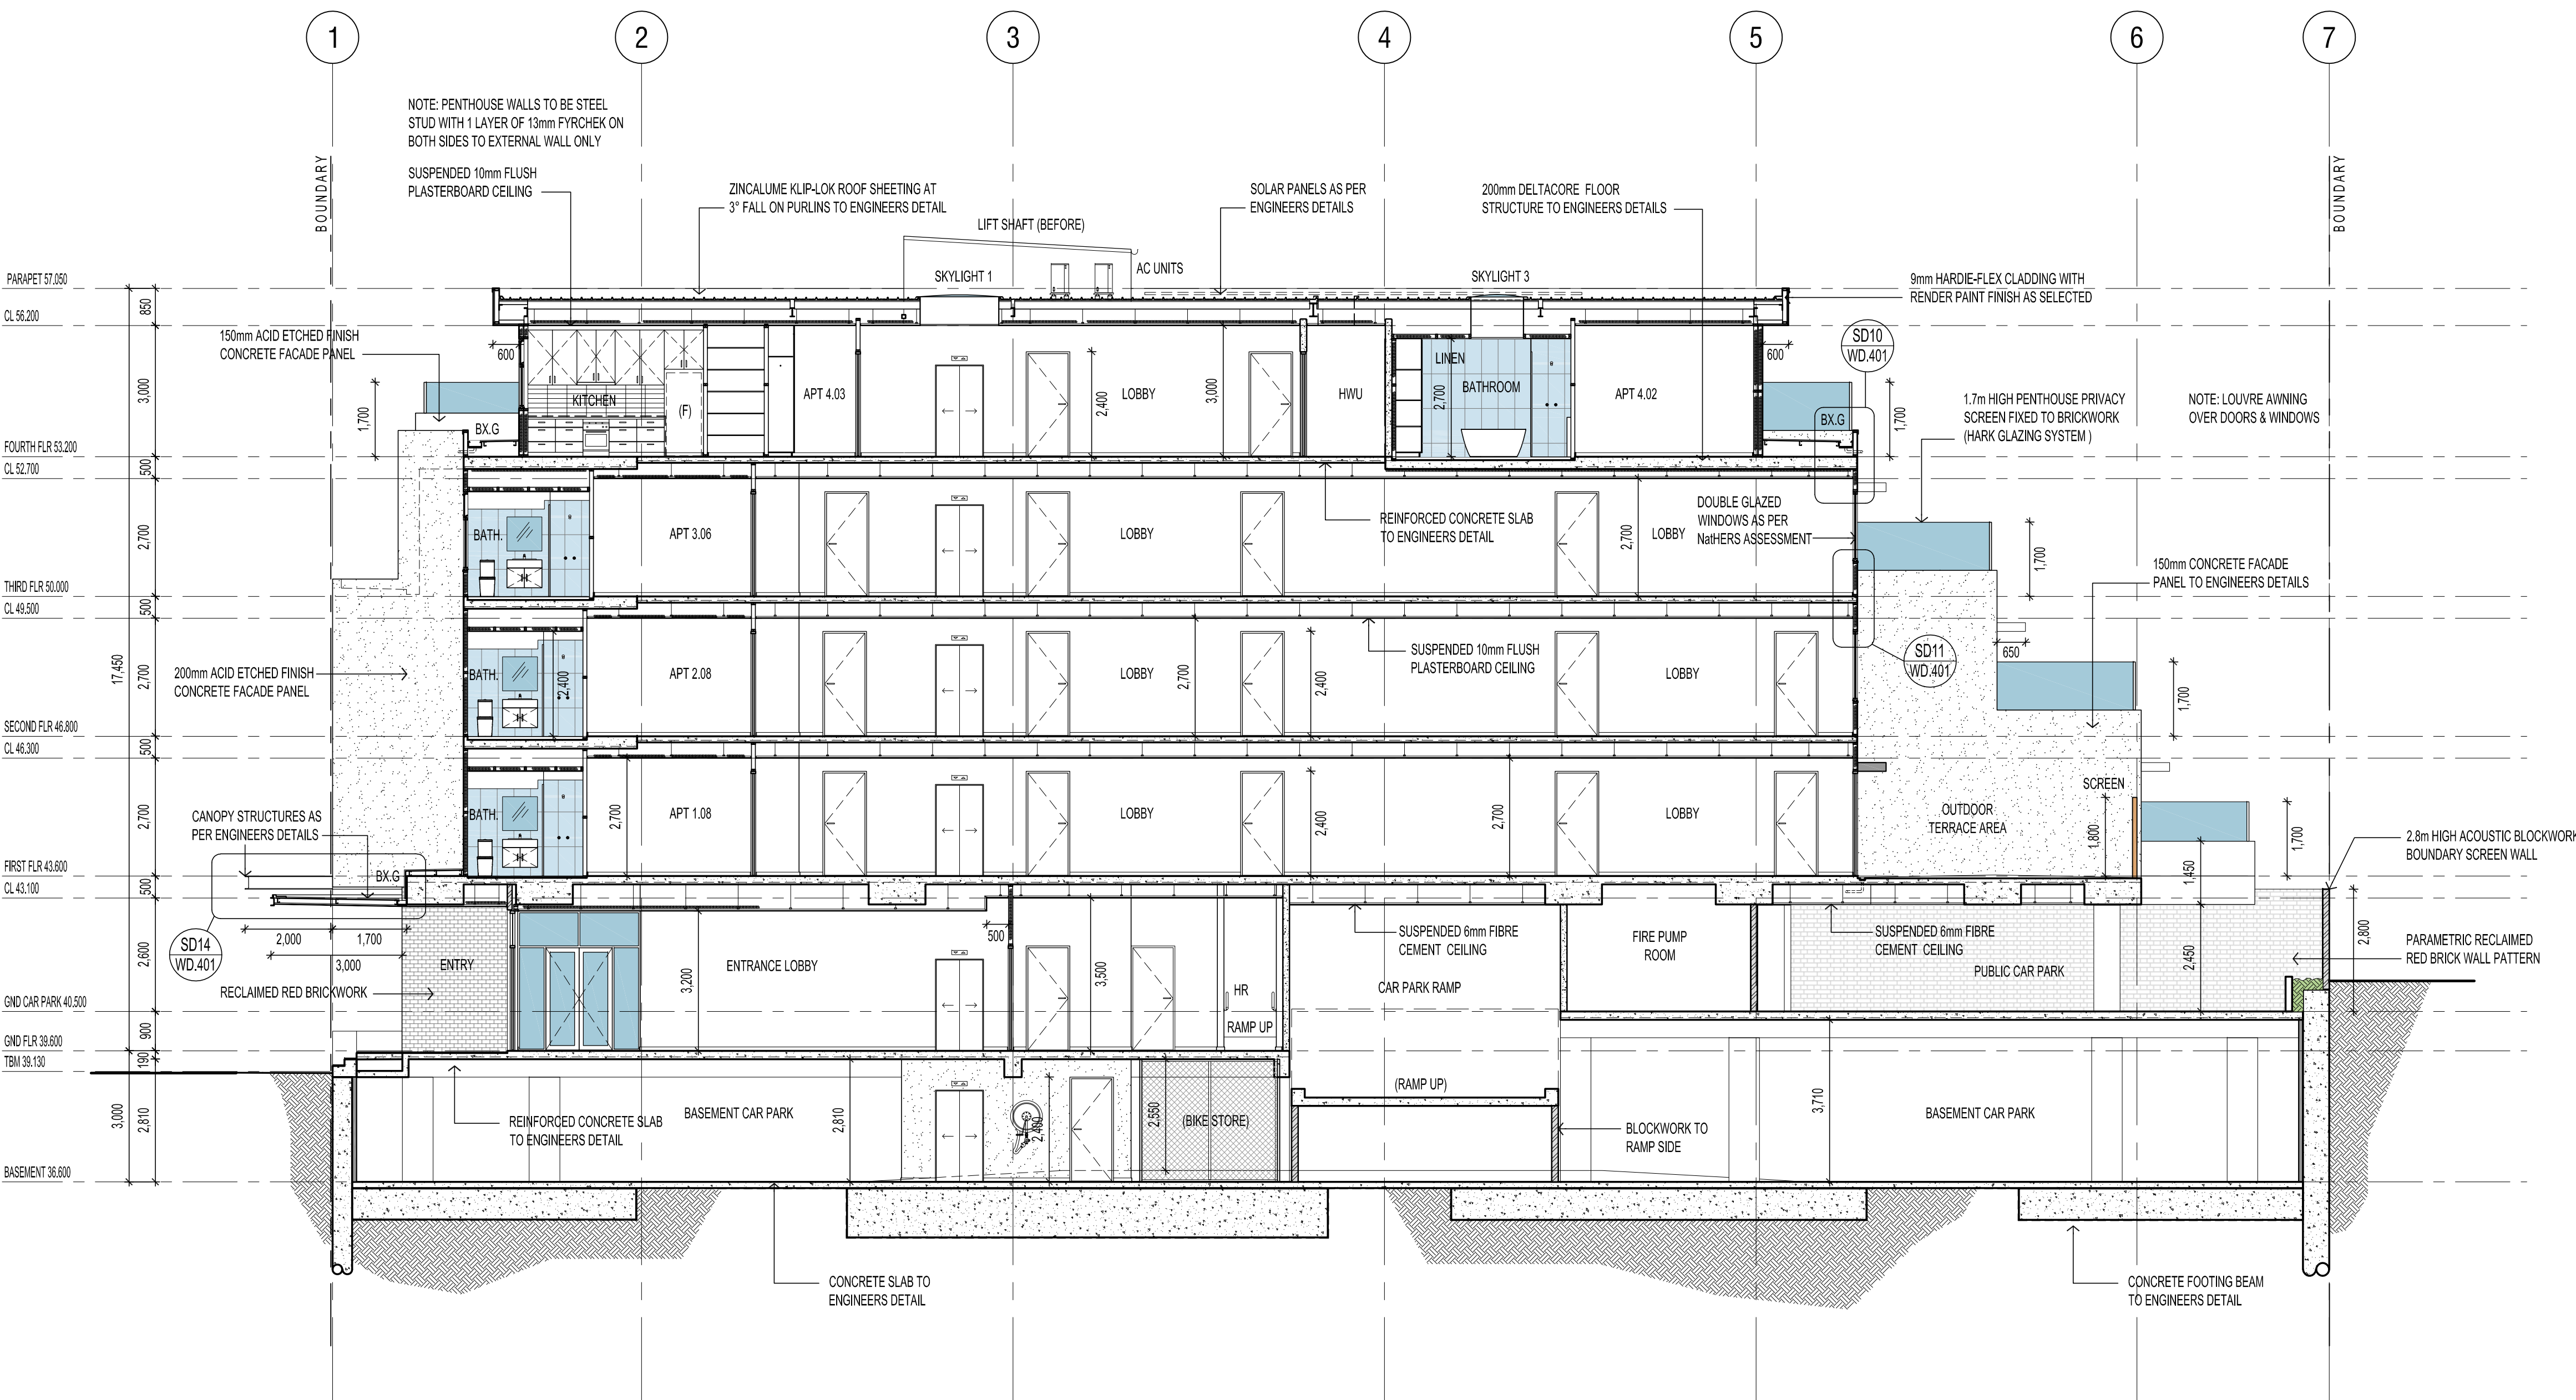 1
2
3
4
5
6
7
NOTE: PENTHOUSE WALLS TO BE STEEL
STUD WITH 1 LAYER OF 13mm FYRCHEK ON
BOTH SIDES TO EXTERNAL WALL ONLY
BOUNDARY
SUSPENDED 10mm FLUSH
PLASTERBOARD CEILING
ZINCALUME KLIP-LOK ROOF SHEETING AT
3° FALL ON PURLINS TO ENGINEERS DETAIL
LIFT SHAFT (BEFORE)
SOLAR PANELS AS PER
ENGINEERS DETAILS
200mm DELTACORE FLOOR
STRUCTURE TO ENGINEERS DETAILS
BOUNDARY
SKYLIGHT 1
AC UNITS
SKYLIGHT 3
9mm HARDIE-FLEX CLADDING WITH
RENDER PAINT FINISH AS SELECTED
PARAPET 57.050
850
CL 56.200
150mm ACID ETCHED FINISH
CONCRETE FACADE PANEL
600
3,000
1,700
BX.G
KITCHEN
(F)
APT 4.03
2,400
LOBBY
3,000
HWU
LINEN
2,700
BATHROOM
APT 4.02
600
SD10
WD.401
BX.G
1,700
1.7m HIGH PENTHOUSE PRIVACY
SCREEN FIXED TO BRICKWORK
(HARK GLAZING SYSTEM )
NOTE: LOUVRE AWNING
OVER DOORS & WINDOWS
FOURTH FLR 53.200
500
CL 52.700
2,700
BATH.
APT 3.06
LOBBY
REINFORCED CONCRETE SLAB
TO ENGINEERS DETAIL
2,700
LOBBY
DOUBLE GLAZED
WINDOWS AS PER
NatHERS ASSESSMENT
1,700
150mm CONCRETE FACADE
PANEL TO ENGINEERS DETAILS
THIRD FLR 50.000
500
CL 49.500
17,450
2,700
200mm ACID ETCHED FINISH
CONCRETE FACADE PANEL
BATH.
2,400
APT 2.08
LOBBY
2,700
2,400
SUSPENDED 10mm FLUSH
PLASTERBOARD CEILING
LOBBY
SD11
WD.401
650
1,700
SECOND FLR 46.800
500
CL 46.300
2,700
CANOPY STRUCTURES AS
PER ENGINEERS DETAILS
BATH.
2,700
APT 1.08
LOBBY
2,400
2,700
LOBBY
OUTDOOR
TERRACE AREA
SCREEN
1,800
1,450
1,700
2.8m HIGH ACOUSTIC BLOCKWORK
BOUNDARY SCREEN WALL
FIRST FLR 43.600
500
CL 43.100
BX.G
SD14
WD.401
2,000
1,700
3,000
2,600
ENTRY
RECLAIMED RED BRICKWORK
3,200
ENTRANCE LOBBY
500
3,500
HR
RAMP UP
SUSPENDED 6mm FIBRE
CEMENT CEILING
CAR PARK RAMP
FIRE PUMP
ROOM
SUSPENDED 6mm FIBRE
CEMENT CEILING
PUBLIC CAR PARK
2,450
2,800
PARAMETRIC RECLAIMED
RED BRICK WALL PATTERN
GND CAR PARK 40.500
900
GND FLR 39.600
190
TBM 39.130
3,000
2,810
REINFORCED CONCRETE SLAB
TO ENGINEERS DETAIL
BASEMENT CAR PARK
2,810
2,400
2,550
(BIKE STORE)
(RAMP UP)
BLOCKWORK TO
RAMP SIDE
3,710
BASEMENT CAR PARK
BASEMENT 36.600
CONCRETE SLAB TO
ENGINEERS DETAIL
CONCRETE FOOTING BEAM
TO ENGINEERS DETAIL